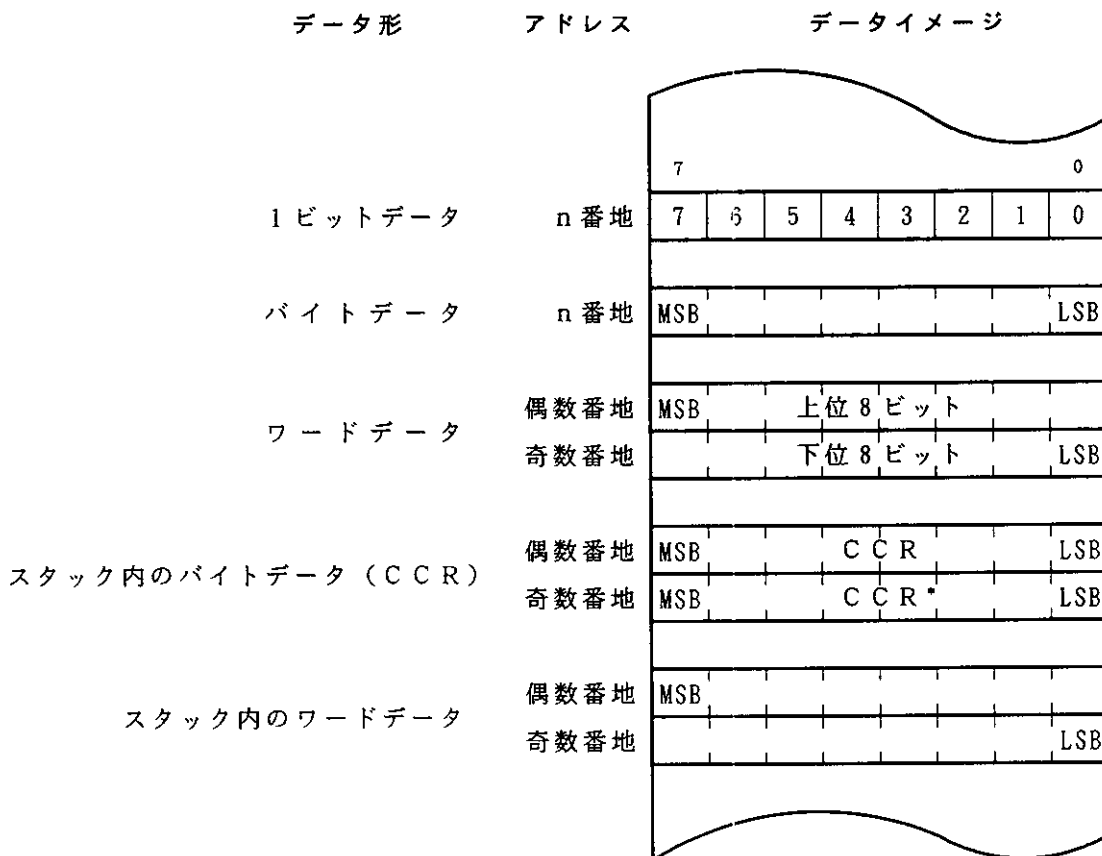 データ形 アドレス データイメージ
7 0
1ビットデータ n番地 7 6 5 4 3 2 1 0
バイトデータ n番地 MSB LSB
偶数番地 MSB 上位8ビット
ワードデータ
奇数番地 下位8ビット LSB
偶数番地 MSB CCR LSB
スタック内のバイトデータ(CCR)
奇数番地 MSB CCR* LSB
偶数番地 MSB
スタック内のワードデータ
奇数番地 LSB